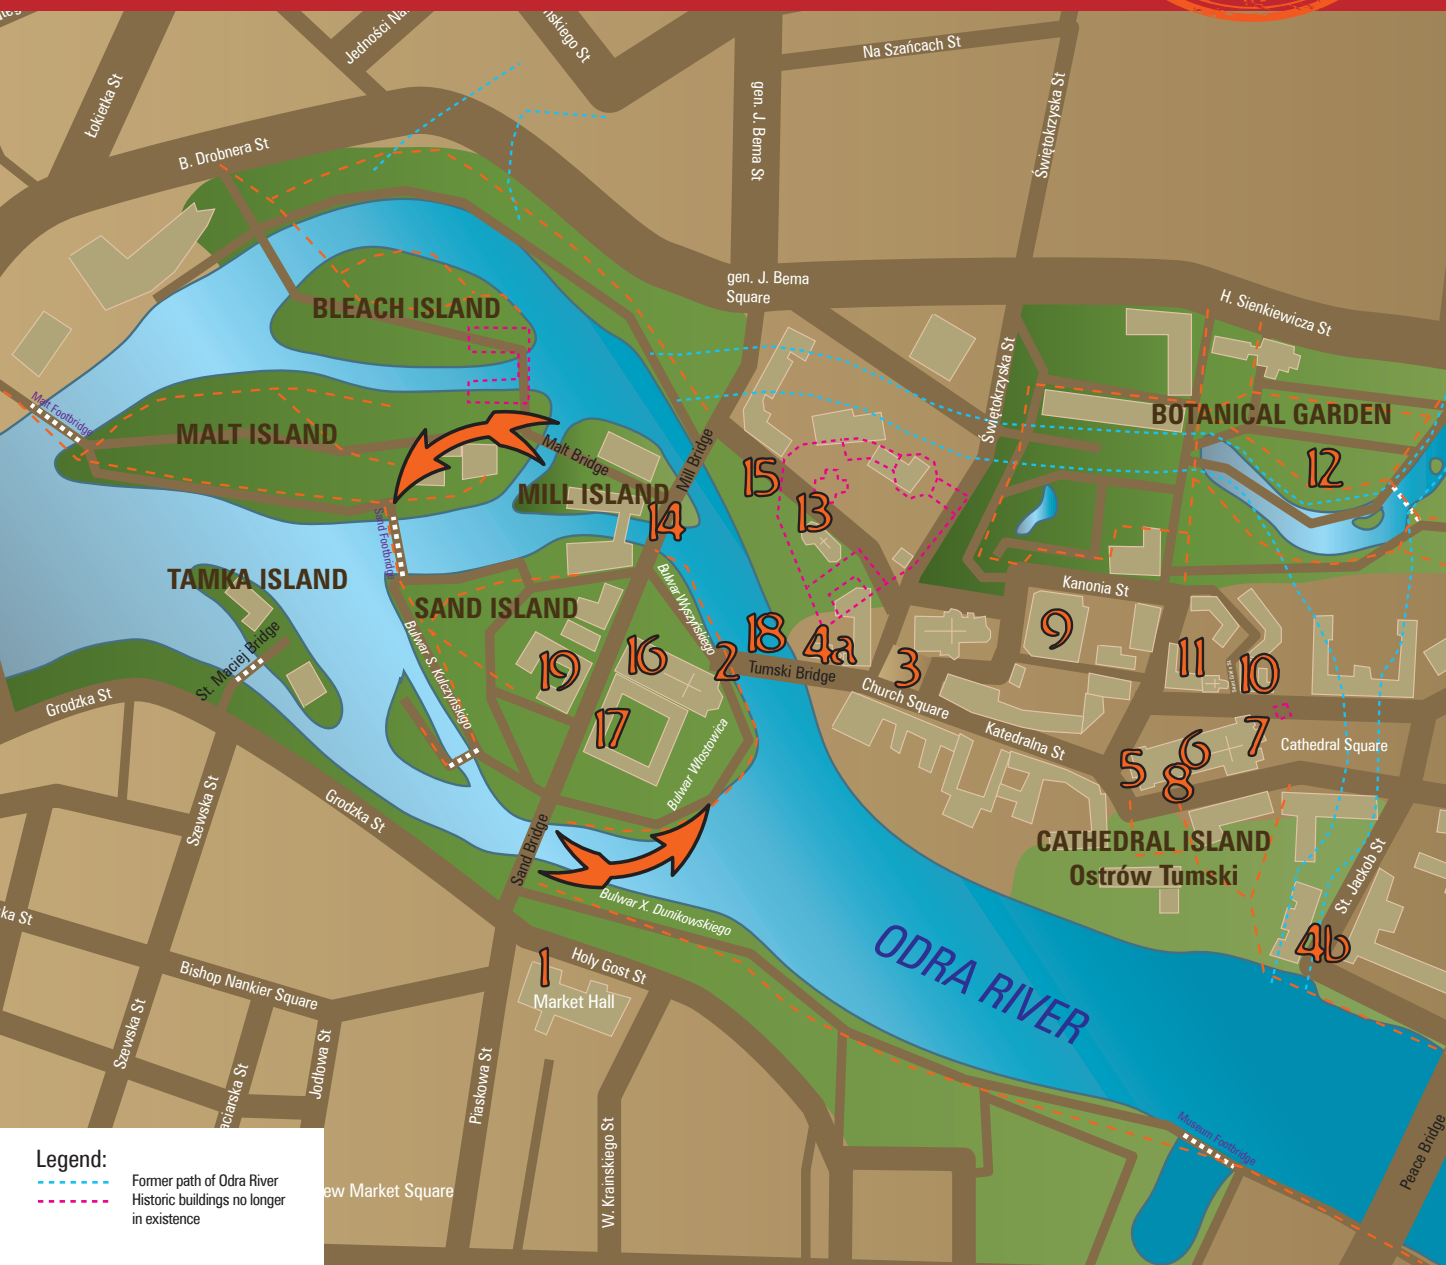 Łokietka St
Jedności Na
ńskiego St
Na Szańcach St
B. Drobnera St
gen. J. Bema St
Świętokrzyska St
gen. J. Bema
Square
H. Sienkiewicza St
BLEACH ISLAND
Świętokrzyska St
Malt Footbridge
MALT ISLAND
Malt Bridge
Mill Bridge
BOTANICAL GARDEN
12
15
MILL ISLAND
14
13
Sand Footbridge
TAMKA ISLAND
SAND ISLAND
Bulwar Wyszyńskiego
Kanonia St
St. Maciej Bridge
Bulwar S. Kulczyńskiego
19
16
2
18
4a
Tumski Bridge
3
9
11
10
Grodzka St
17
Bulwar Włostowica
Church Square
Katedralna St
5
6
7
8
Cathedral Square
Szewska St
Grodzka St
Sand Bridge
CATHEDRAL ISLAND
Ostrów Tumski
St. Jackob St
4b
Bulwar X. Dunikowskiego
ka St
Bishop Nankier Square
1
Holy Gost St
Market Hall
ODRA RIVER
Szewska St
Jodłowa St
aciarska St
Piaskowa St
W. Krainskiego St
Museum Footbridge
Peace Bridge
ew Market Square
Legend:
Former path of Odra River
Historic buildings no longer
in existence